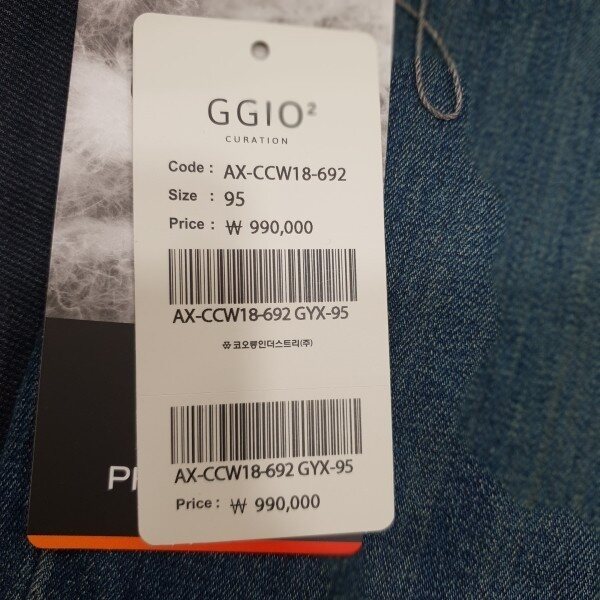 GGIO²
CURATION
Code : AX-CCW18-692
Size : 95
Price : ₩ 990,000
AX-CCW18-692 GYX-95
코오롱인더스트리(주)
AX-CCW18-692 GYX-95
Price : ₩ 990,000